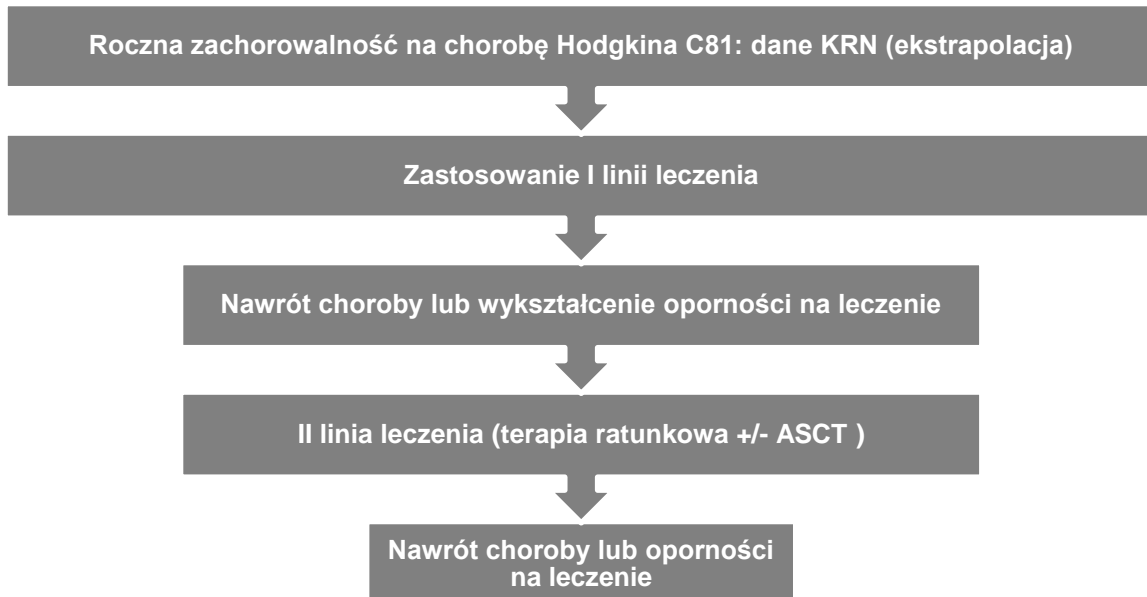 Roczna zachorowalność na chorobę Hodgkina C81: dane KRN (ekstrapolacja)
Zastosowanie I linii leczenia
Nawrót choroby lub wykształcenie oporności na leczenie
II linia leczenia (terapia ratunkowa +/- ASCT )
Nawrót choroby lub oporności
na leczenie